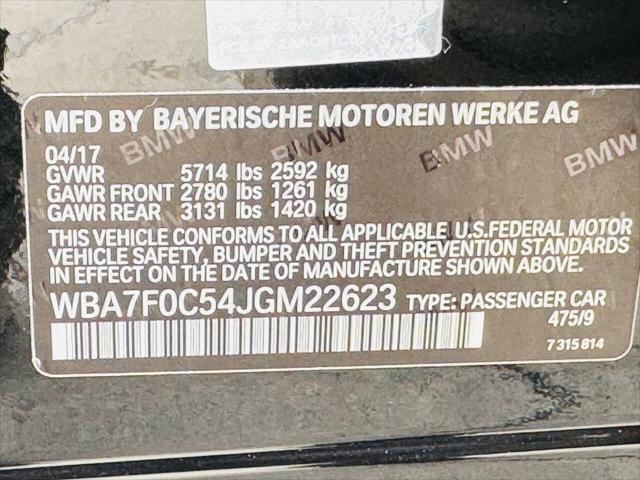 MFD BY BAYERISCHE MOTOREN WERKE AG
04/17
GVWR 5714 lbs 2592 kg
GAWR FRONT 2780 lbs 1261 kg
GAWR REAR 3131 lbs 1420 kg
BMW BMW BMW
THIS VEHICLE CONFORMS TO ALL APPLICABLE U.S.FEDERAL MOTOR
VEHICLE SAFETY, BUMPER AND THEFT PREVENTION STANDARDS
IN EFFECT ON THE DATE OF MANUFACTURE SHOWN ABOVE.
WBA7F0C54JGM22623 TYPE: PASSENGER CAR
475/9
7315814